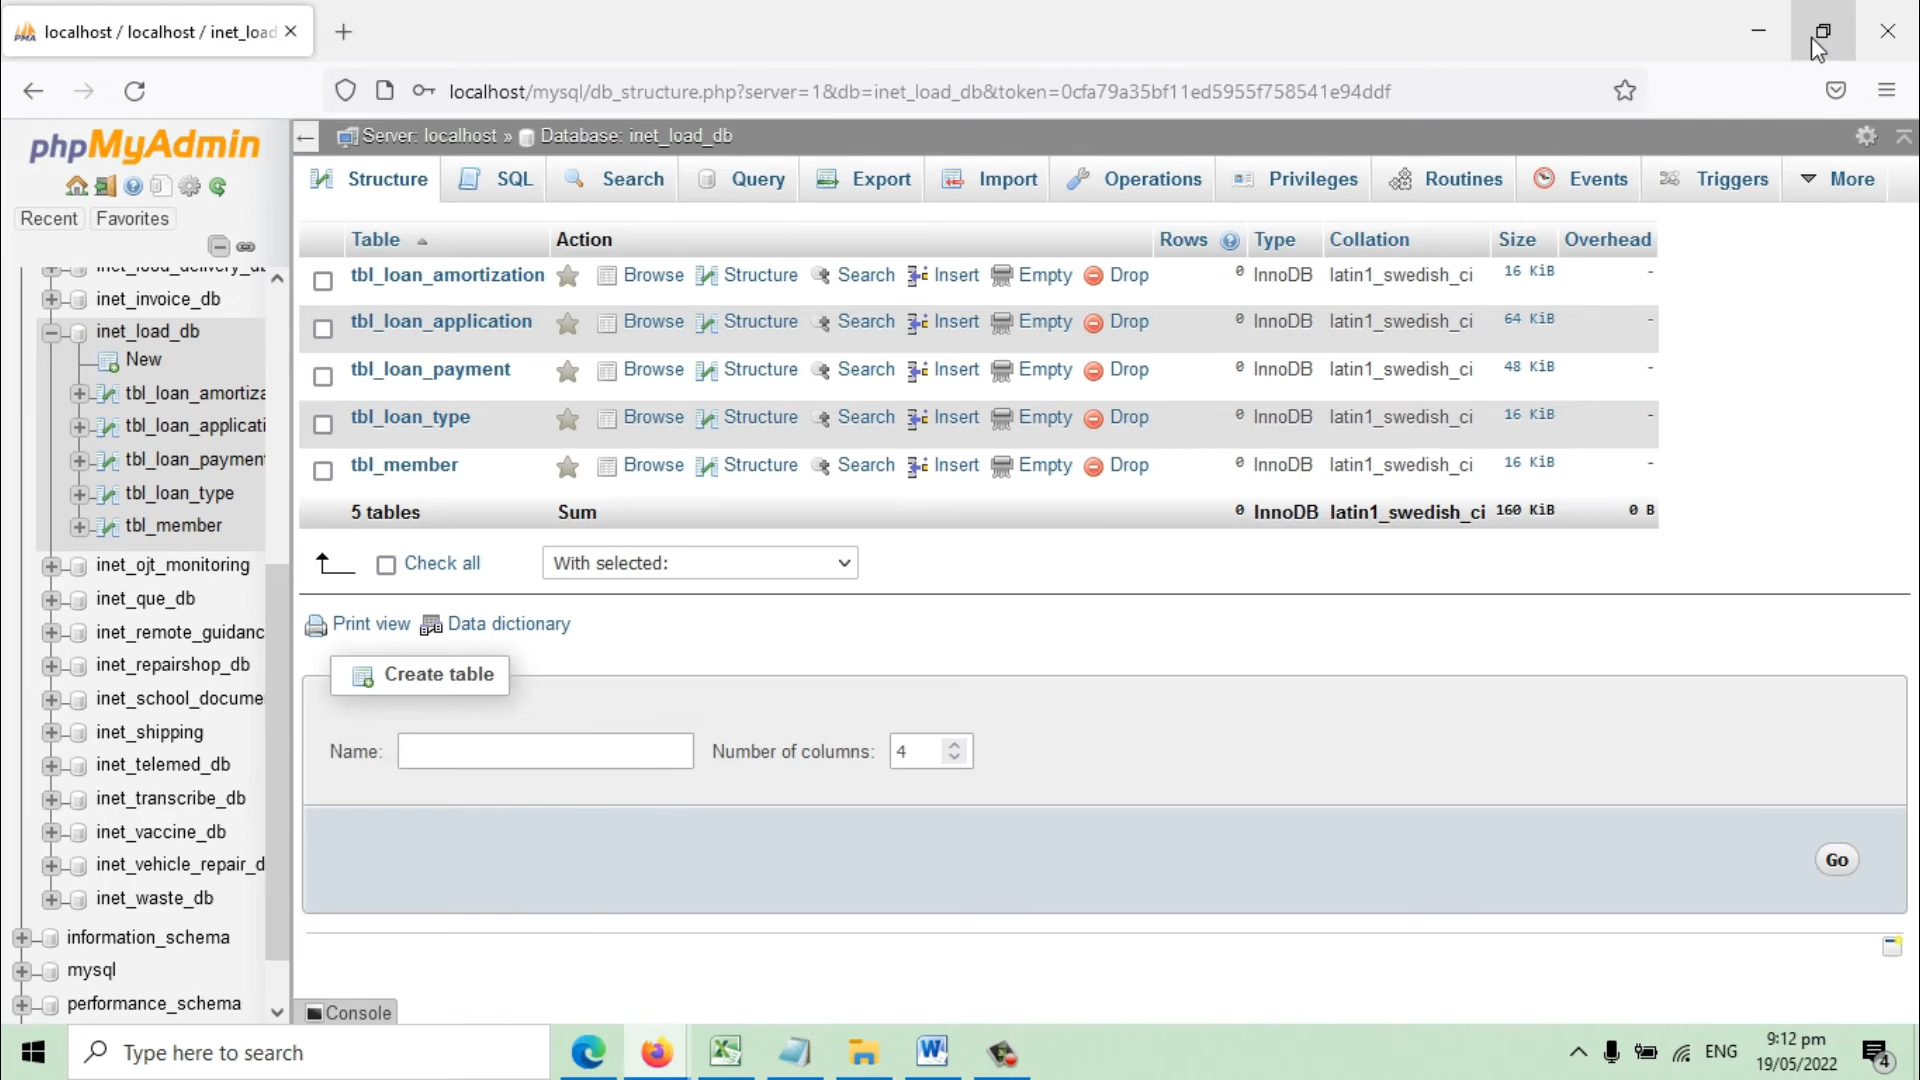 localhost / localhost / inet_load
localhost/mysql/db_structure.php?server=1&db=inet_load_db&token=0cfa79a35bf11ed5955f758541e94ddf
phpMyAdmin
Recent Favorites
inet_invoice_db
inet_load_db
New
tbl_loan_amortiza
tbl_loan_applicati
tbl_loan_payment
tbl_loan_type
tbl_member
inet_ojt_monitoring
inet_que_db
inet_remote_guidanc
inet_repairshop_db
inet_school_docume
inet_shipping
inet_telemed_db
inet_transcribe_db
inet_vaccine_db
inet_vehicle_repair_d
inet_waste_db
information_schema
mysql
performance_schema
Server: localhost » Database: inet_load_db
Structure SQL Search Query Export Import Operations Privileges Routines Events Triggers More
Table Action Rows Type Collation Size Overhead
tbl_loan_amortization Browse Structure Search Insert Empty Drop 0 InnoDB latin1_swedish_ci 16 KiB -
tbl_loan_application Browse Structure Search Insert Empty Drop 0 InnoDB latin1_swedish_ci 64 KiB -
tbl_loan_payment Browse Structure Search Insert Empty Drop 0 InnoDB latin1_swedish_ci 48 KiB -
tbl_loan_type Browse Structure Search Insert Empty Drop 0 InnoDB latin1_swedish_ci 16 KiB -
tbl_member Browse Structure Search Insert Empty Drop 0 InnoDB latin1_swedish_ci 16 KiB -
5 tables Sum 0 InnoDB latin1_swedish_ci 160 KiB 0 B
Check all With selected:
Print view Data dictionary
Create table
Name: Number of columns: 4
Go
Console
Type here to search
ENG
9:12 pm
19/05/2022
4